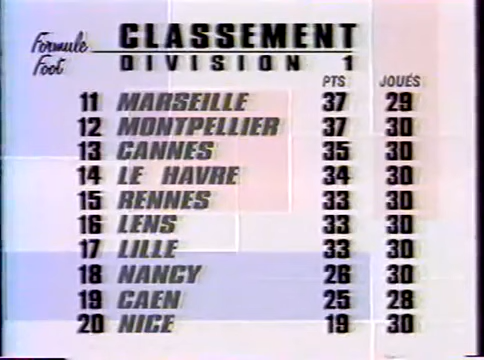 Formule Foot
CLASSEMENT
DIVISION 1
PTS JOUÉS
11 MARSEILLE 37 29
12 MONTPELLIER 37 30
13 CANNES 35 30
14 LE HAVRE 34 30
15 RENNES 33 30
16 LENS 33 30
17 LILLE 33 30
18 NANCY 26 30
19 CAEN 25 28
20 NICE 19 30